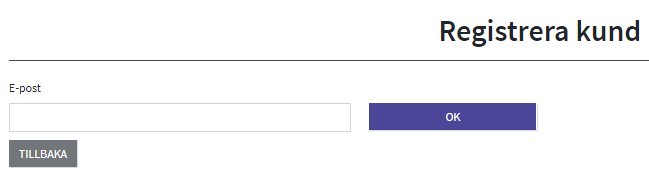 Registrera kund
E-post
OK
TILLBAKA